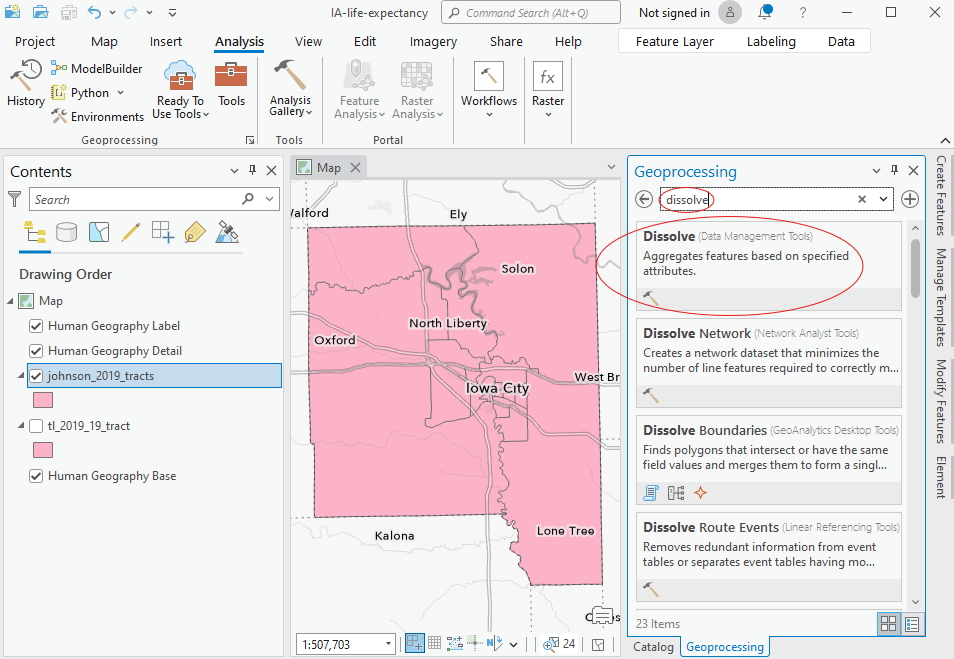 IA-life-expectancy
Command Search (Alt+Q)
Not signed in
?
Project
Map
Insert
Analysis
View
Edit
Imagery
Share
Help
Feature Layer
Labeling
Data
History
ModelBuilder
Python
Environments
Ready To
Use Tools
Tools
Geoprocessing
Analysis
Gallery
Tools
Feature
Analysis
Raster
Analysis
Portal
Workflows
fx
Raster
Contents
Search
Drawing Order
Map
Human Geography Label
Human Geography Detail
johnson_2019_tracts
tl_2019_19_tract
Human Geography Base
Map
Walford
Ely
Solon
North Liberty
Oxford
West Br
Iowa City
Lone Tree
Kalona
1:507,703
24
Geoprocessing
dissolve
Dissolve (Data Management Tools)
Aggregates features based on specified
attributes.
Dissolve Network (Network Analyst Tools)
Creates a network dataset that minimizes the
number of line features required to correctly m...
Dissolve Boundaries (GeoAnalytics Desktop Tools)
Finds polygons that intersect or have the same
field values and merges them to form a singl...
Dissolve Route Events (Linear Referencing Tools)
Removes redundant information from event
tables or separates event tables having mo...
23 Items
Catalog
Geoprocessing
Create Features
Manage Templates
Modify Features
Element